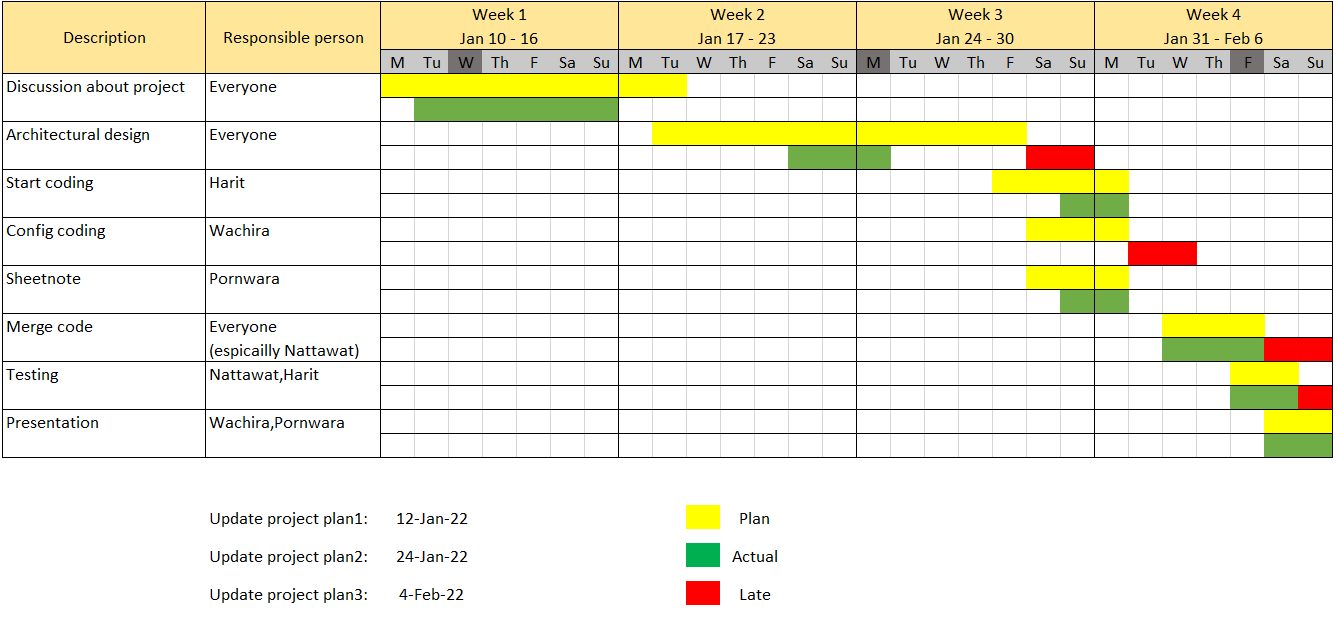 Description Responsible person Week 1 Week 2 Week 3 Week 4
Jan 10 - 16 Jan 17 - 23 Jan 24 - 30 Jan 31 - Feb 6
M Tu W Th F Sa Su M Tu W Th F Sa Su M Tu W Th F Sa Su M Tu W Th F Sa Su
Discussion about project Everyone
Architectural design Everyone
Start coding Harit
Config coding Wachira
Sheetnote Pornwara
Merge code Everyone
(espicailly Nattawat)
Testing Nattawat,Harit
Presentation Wachira,Pornwara
Update project plan1: 12-Jan-22 Plan
Update project plan2: 24-Jan-22 Actual
Update project plan3: 4-Feb-22 Late